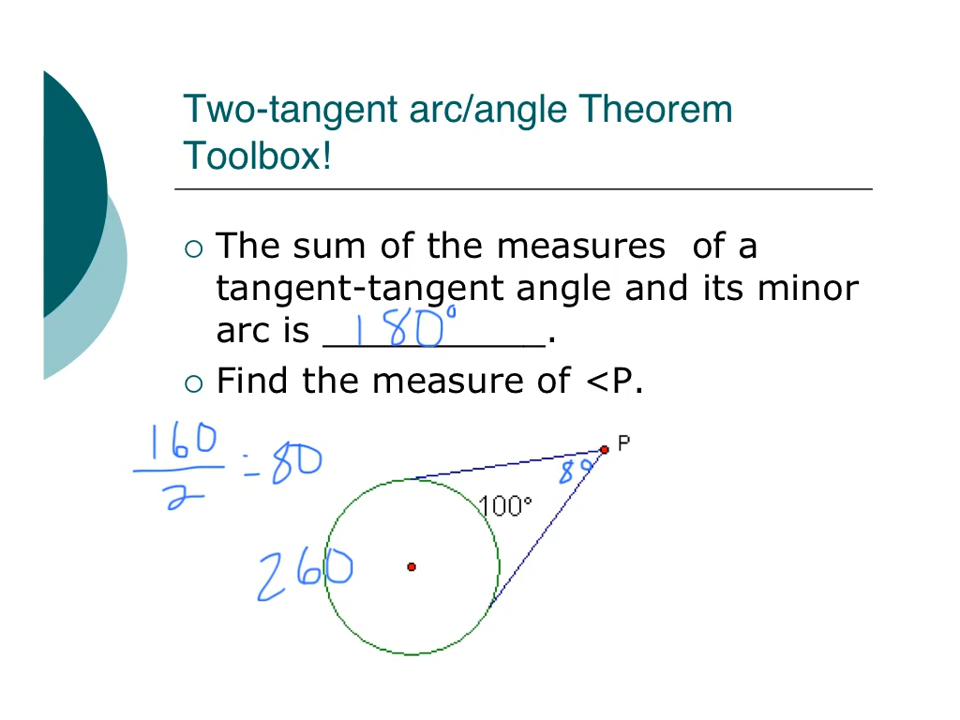 Two-tangent arc/angle Theorem
Toolbox!
The sum of the measures of a
tangent-tangent angle and its minor
arc is 180°.
Find the measure of <P.
160/2 = 80
P
80
100°
260